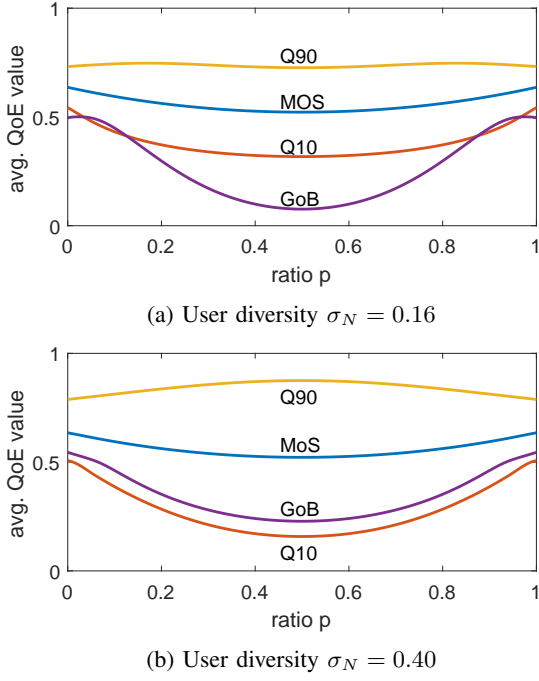 1
Q90
MOS
0.5
Q10
GoB
0
avg. QoE value
0 0.2 0.4 0.6 0.8 1
ratio p
(a) User diversity σN = 0.16
1
Q90
MoS
0.5
GoB
Q10
0
avg. QoE value
0 0.2 0.4 0.6 0.8 1
ratio p
(b) User diversity σN = 0.40